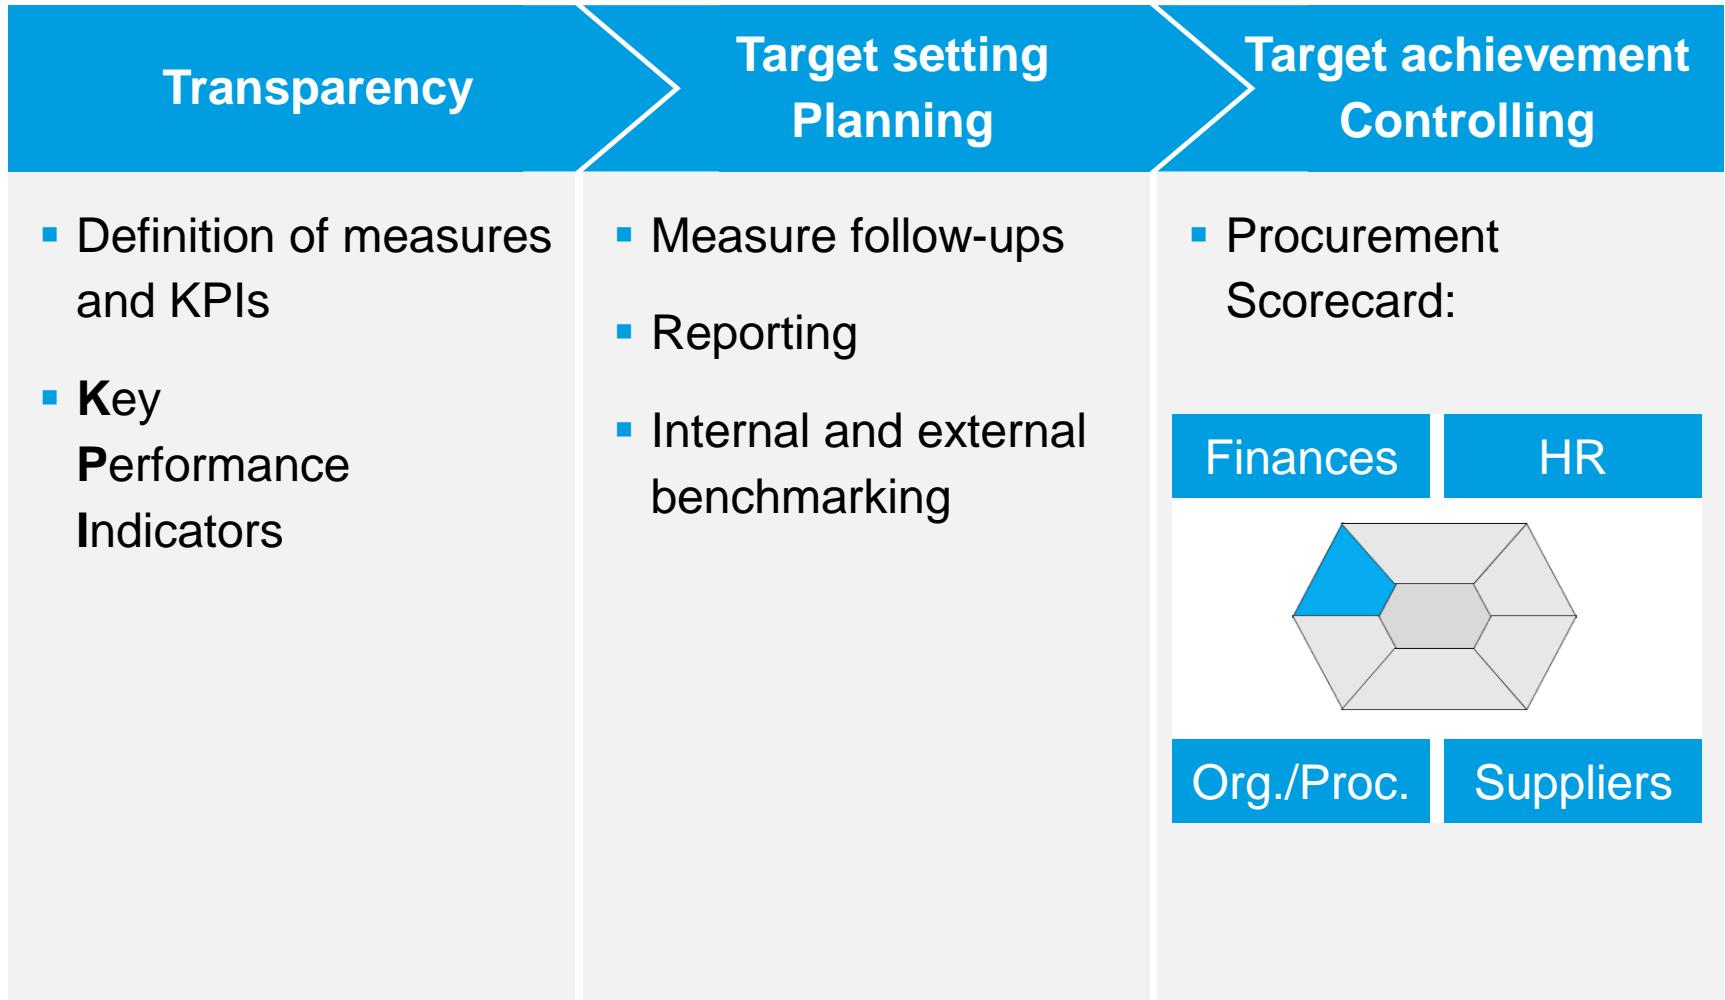 Transparency
Target setting
Planning
Target achievement
Controlling
Definition of measures
and KPIs
Key
Performance
Indicators
Measure follow-ups
Reporting
Internal and external
benchmarking
Procurement
Scorecard:
Finances
HR
Org./Proc.
Suppliers